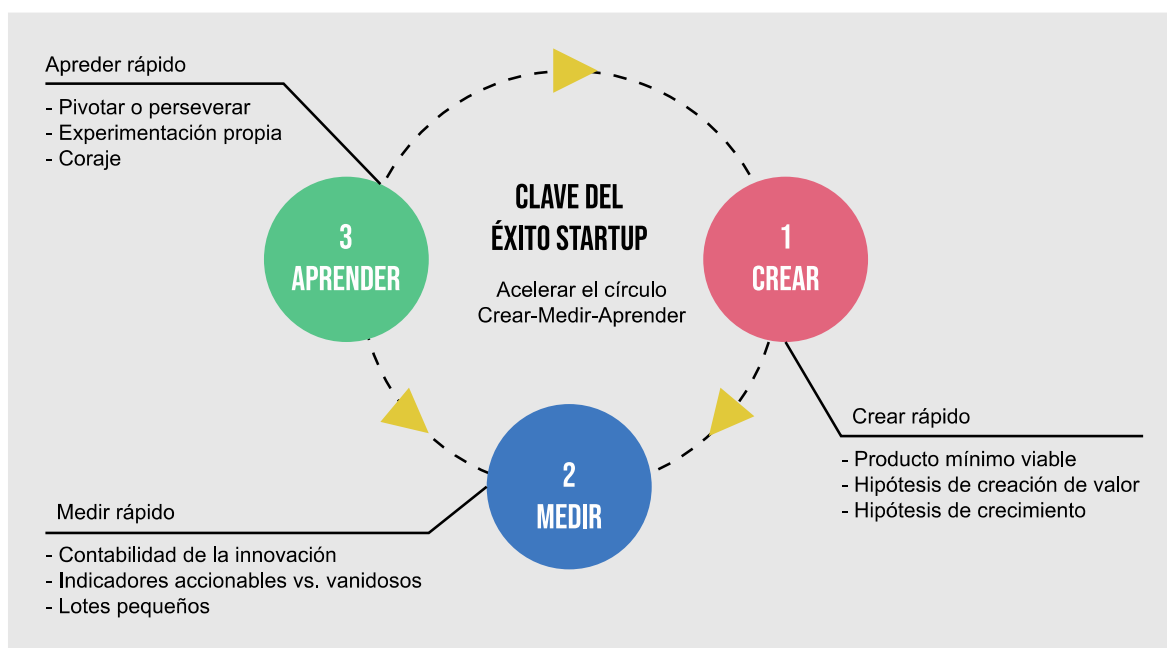 Apreder rápido
- Pivotar o perseverar
- Experimentación propia
- Coraje
CLAVE DEL
ÉXITO STARTUP
Acelerar el círculo
Crear-Medir-Aprender
3
APRENDER
1
CREAR
Crear rápido
- Producto mínimo viable
- Hipótesis de creación de valor
- Hipótesis de crecimiento
2
MEDIR
Medir rápido
- Contabilidad de la innovación
- Indicadores accionables vs. vanidosos
- Lotes pequeños